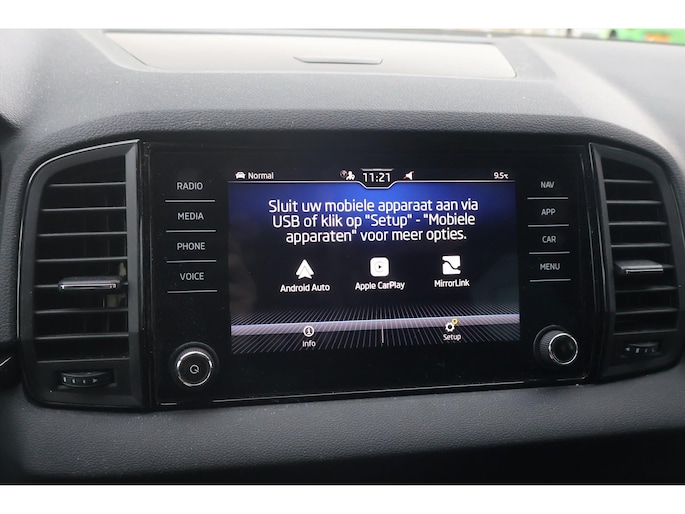 Normal
11:21
9.5℃
RADIO
MEDIA
PHONE
VOICE
Sluit uw mobiele apparaat aan via
USB of klik op "Setup" - "Mobiele
apparaten" voor meer opties.
Android Auto
Apple CarPlay
MirrorLink
Info
Setup
NAV
APP
CAR
MENU